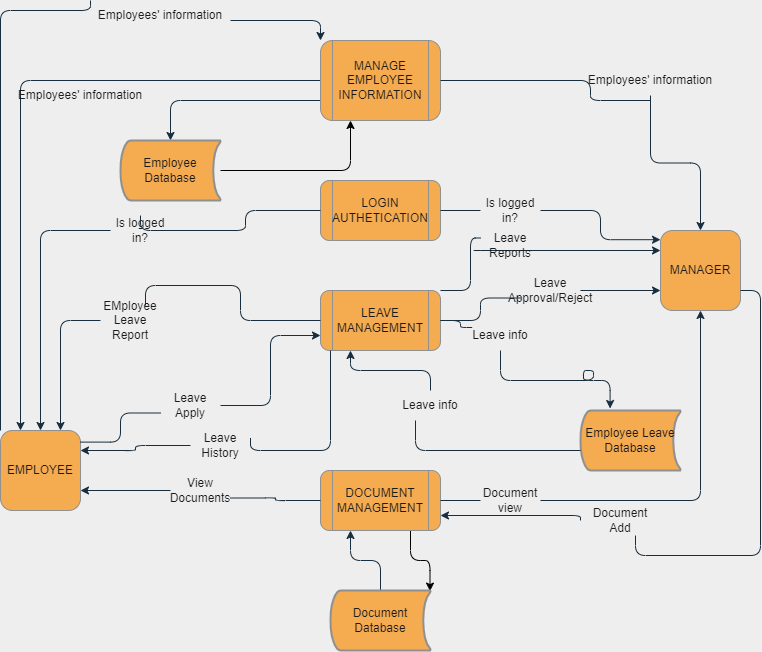 Employees' information
MANAGE
EMPLOYEE
INFORMATION
Employees' information
Employees' information
Employee
Database
LOGIN
AUTHETICATION
Is logged
in?
Is logged
in?
Leave
Reports
MANAGER
EMployee
Leave
Report
LEAVE
MANAGEMENT
Leave
Approval/Reject
Leave info
Leave
Apply
Leave info
Leave
History
Employee Leave
Database
EMPLOYEE
View
Documents
DOCUMENT
MANAGEMENT
Document
view
Document
Add
Document
Database